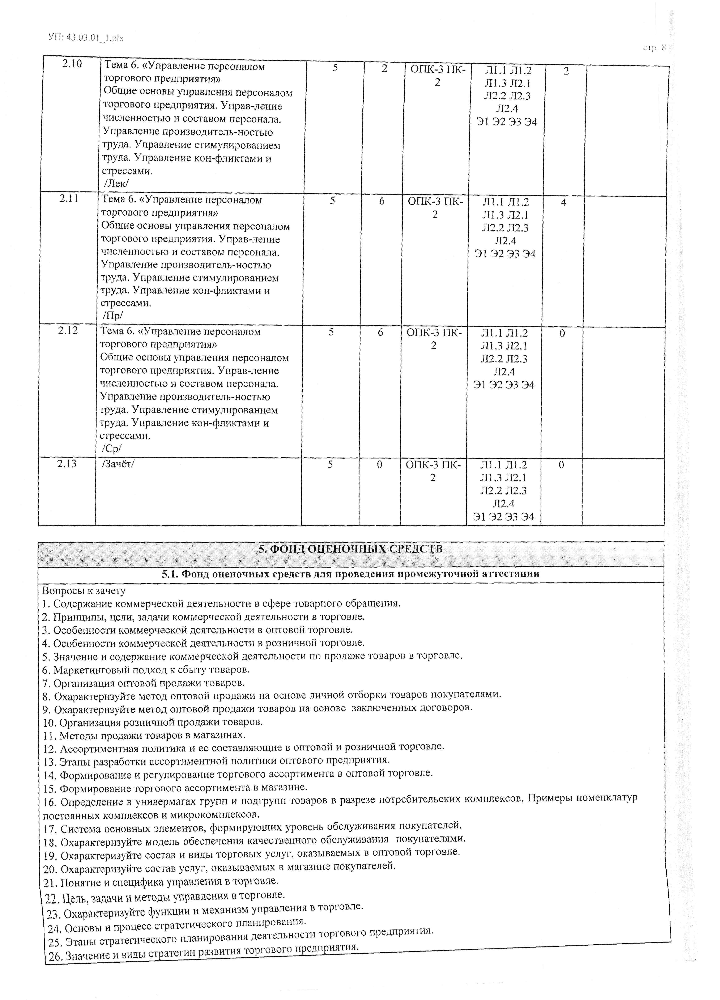 УП: 43.03.01_1.plx
стр. 8
2.10
Тема 6. «Управление персоналом
торгового предприятия»
Общие основы управления персоналом
торгового предприятия. Управ-ление
численностью и составом персонала.
Управление производитель-ностью
труда. Управление стимулированием
труда. Управление кон-фликтами и
стрессами.
/Лек/
5
2
ОПК-3 ПК-
2
Л1.1 Л1.2
Л1.3 Л2.1
Л2.2 Л2.3
Л2.4
Э1 Э2 Э3 Э4
2
2.11
Тема 6. «Управление персоналом
торгового предприятия»
Общие основы управления персоналом
торгового предприятия. Управ-ление
численностью и составом персонала.
Управление производитель-ностью
труда. Управление стимулированием
труда. Управление кон-фликтами и
стрессами.
/Пр/
5
6
ОПК-3 ПК-
2
Л1.1 Л1.2
Л1.3 Л2.1
Л2.2 Л2.3
Л2.4
Э1 Э2 Э3 Э4
4
2.12
Тема 6. «Управление персоналом
торгового предприятия»
Общие основы управления персоналом
торгового предприятия. Управ-ление
численностью и составом персонала.
Управление производитель-ностью
труда. Управление стимулированием
труда. Управление кон-фликтами и
стрессами.
/Ср/
5
6
ОПК-3 ПК-
2
Л1.1 Л1.2
Л1.3 Л2.1
Л2.2 Л2.3
Л2.4
Э1 Э2 Э3 Э4
0
2.13
/Зачёт/
5
0
ОПК-3 ПК-
2
Л1.1 Л1.2
Л1.3 Л2.1
Л2.2 Л2.3
Л2.4
Э1 Э2 Э3 Э4
0
5. ФОНД ОЦЕНОЧНЫХ СРЕДСТВ
5.1. Фонд оценочных средств для проведения промежуточной аттестации
Вопросы к зачету
1. Содержание коммерческой деятельности в сфере товарного обращения.
2. Принципы, цели, задачи коммерческой деятельности в торговле.
3. Особенности коммерческой деятельности в оптовой торговле.
4. Особенности коммерческой деятельности в розничной торговле.
5. Значение и содержание коммерческой деятельности по продаже товаров в торговле.
6. Маркетинговый подход к сбыту товаров.
7. Организация оптовой продажи товаров.
8. Охарактеризуйте метод оптовой продажи на основе личной отборки товаров покупателями.
9. Охарактеризуйте метод оптовой продажи товаров на основе  заключенных договоров.
10. Организация розничной продажи товаров.
11. Методы продажи товаров в магазинах.
12. Ассортиментная политика и ее составляющие в оптовой и розничной торговле.
13. Этапы разработки ассортиментной политики оптового предприятия.
14. Формирование и регулирование торгового ассортимента в оптовой торговле.
15. Формирование торгового ассортимента в магазине.
16. Определение в универмагах групп и подгрупп товаров в разрезе потребительских комплексов, Примеры номенклатур
постоянных комплексов и микрокомплексов.
17. Система основных элементов, формирующих уровень обслуживания покупателей.
18. Охарактеризуйте модель обеспечения качественного обслуживания  покупателями.
19. Охарактеризуйте состав и виды торговых услуг, оказываемых в оптовой торговле.
20. Охарактеризуйте состав услуг, оказываемых в магазине покупателей.
21. Понятие и специфика управления в торговле.
22. Цель, задачи и методы управления в торговле.
23. Охарактеризуйте функции и механизм управления в торговле.
24. Основы и процесс стратегического планирования.
25. Этапы стратегического планирования деятельности торгового предприятия.
26. Значение и виды стратегии развития торгового предприятия.